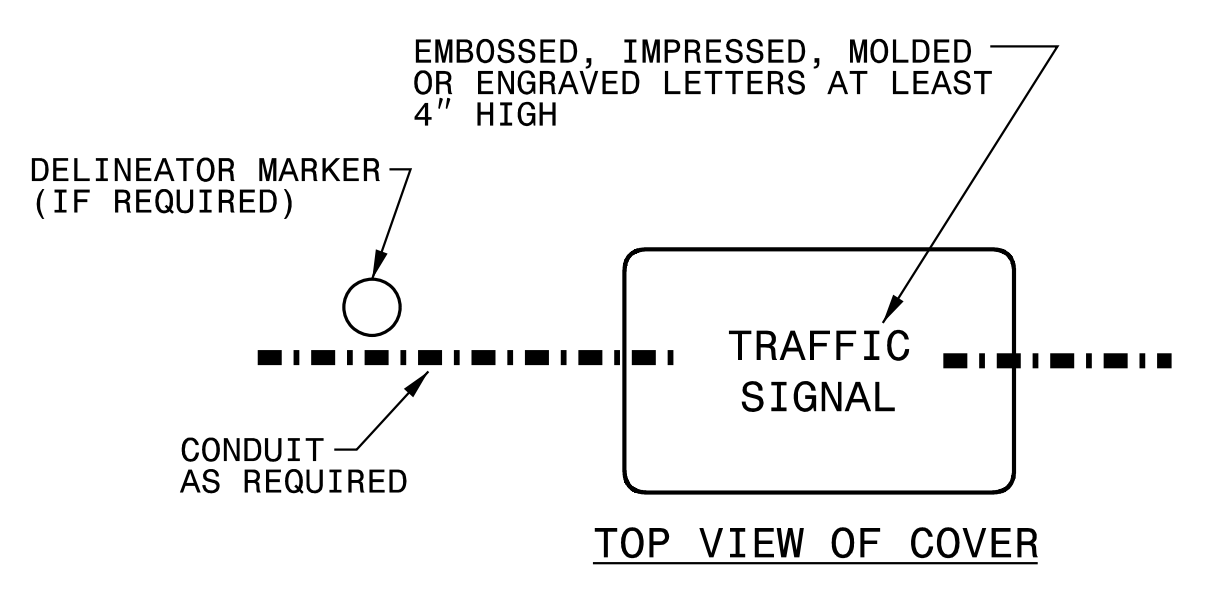 EMBOSSED, IMPRESSED, MOLDED
OR ENGRAVED LETTERS AT LEAST
4" HIGH
DELINEATOR MARKER
(IF REQUIRED)
TRAFFIC
SIGNAL
CONDUIT
AS REQUIRED
TOP VIEW OF COVER